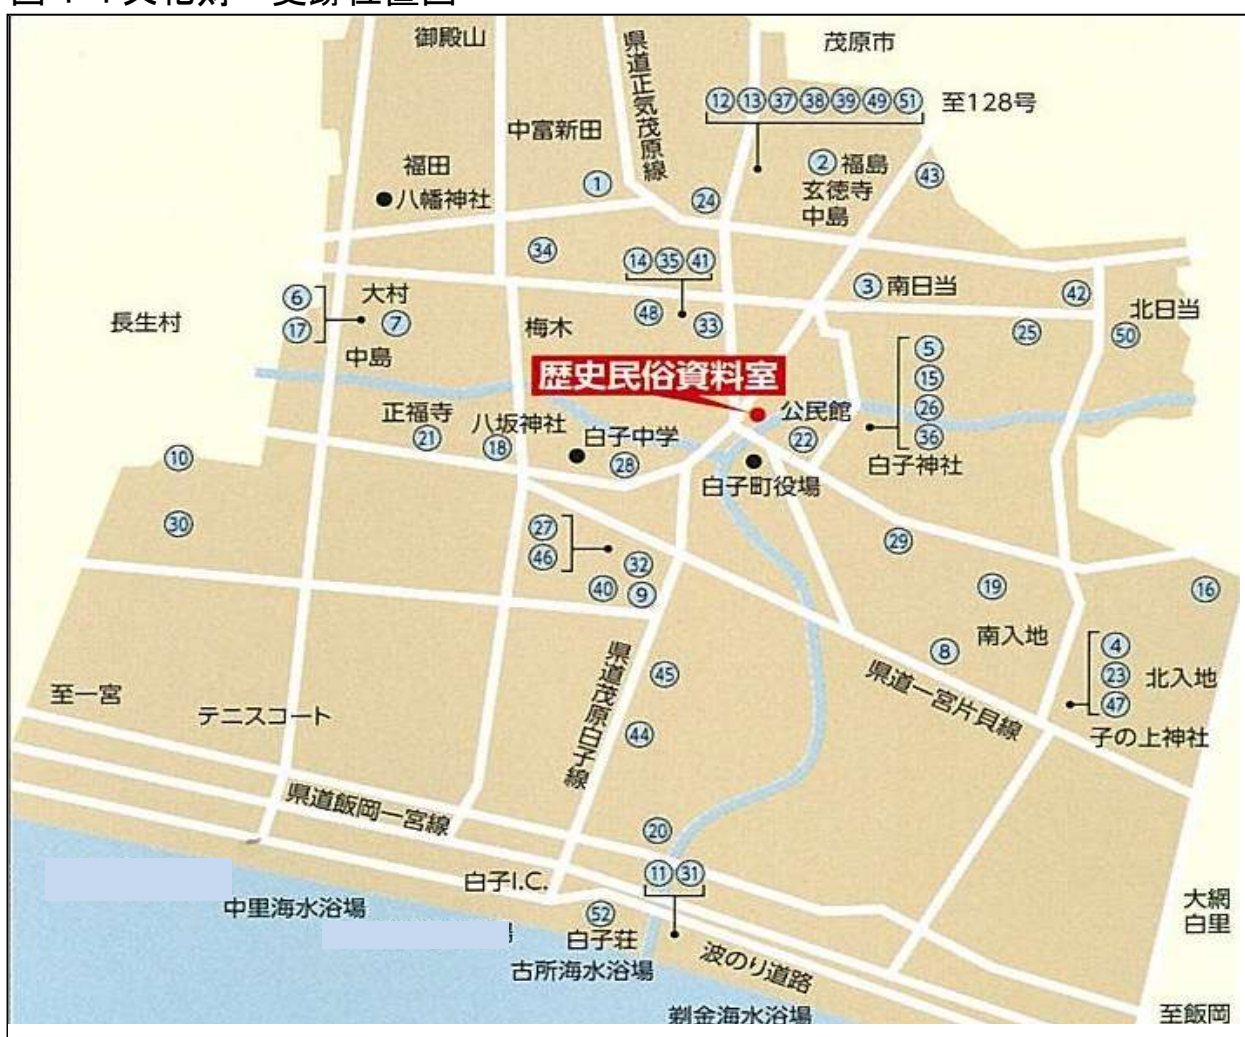 御殿山
県道正気茂原線
茂原市
⑫⑬㊲㊳㊴㊾51
至128号
中富新田
②福島
玄徳寺
中島
㊸
福田
●八幡神社
①
㉔
㉞
⑭㉟㊶
③南日当
㊷
北日当
⑥
⑰
大村
⑦
中島
長生村
梅木
㊽
㉝
㉕
㊿
歴史民俗資料室
⑤
⑮
㉖
㊱
白子神社
公民館
㉒
正福寺
㉑
八坂神社
⑱
白子中学
㉘
白子町役場
⑩
㉚
㉗
㊻
㉜
㊵
⑨
㉙
⑲
⑯
南入地
⑧
④
㉓
㊼
北入地
子の上神社
県道一宮片貝線
県道茂原白子線
㊺
㊹
至一宮
テニスコート
県道飯岡一宮線
⑳
⑪㉛
白子I.C.
中里海水浴場
52
白子荘
古所海水浴場
波のり道路
剃金海水浴場
大網
白里
至飯岡